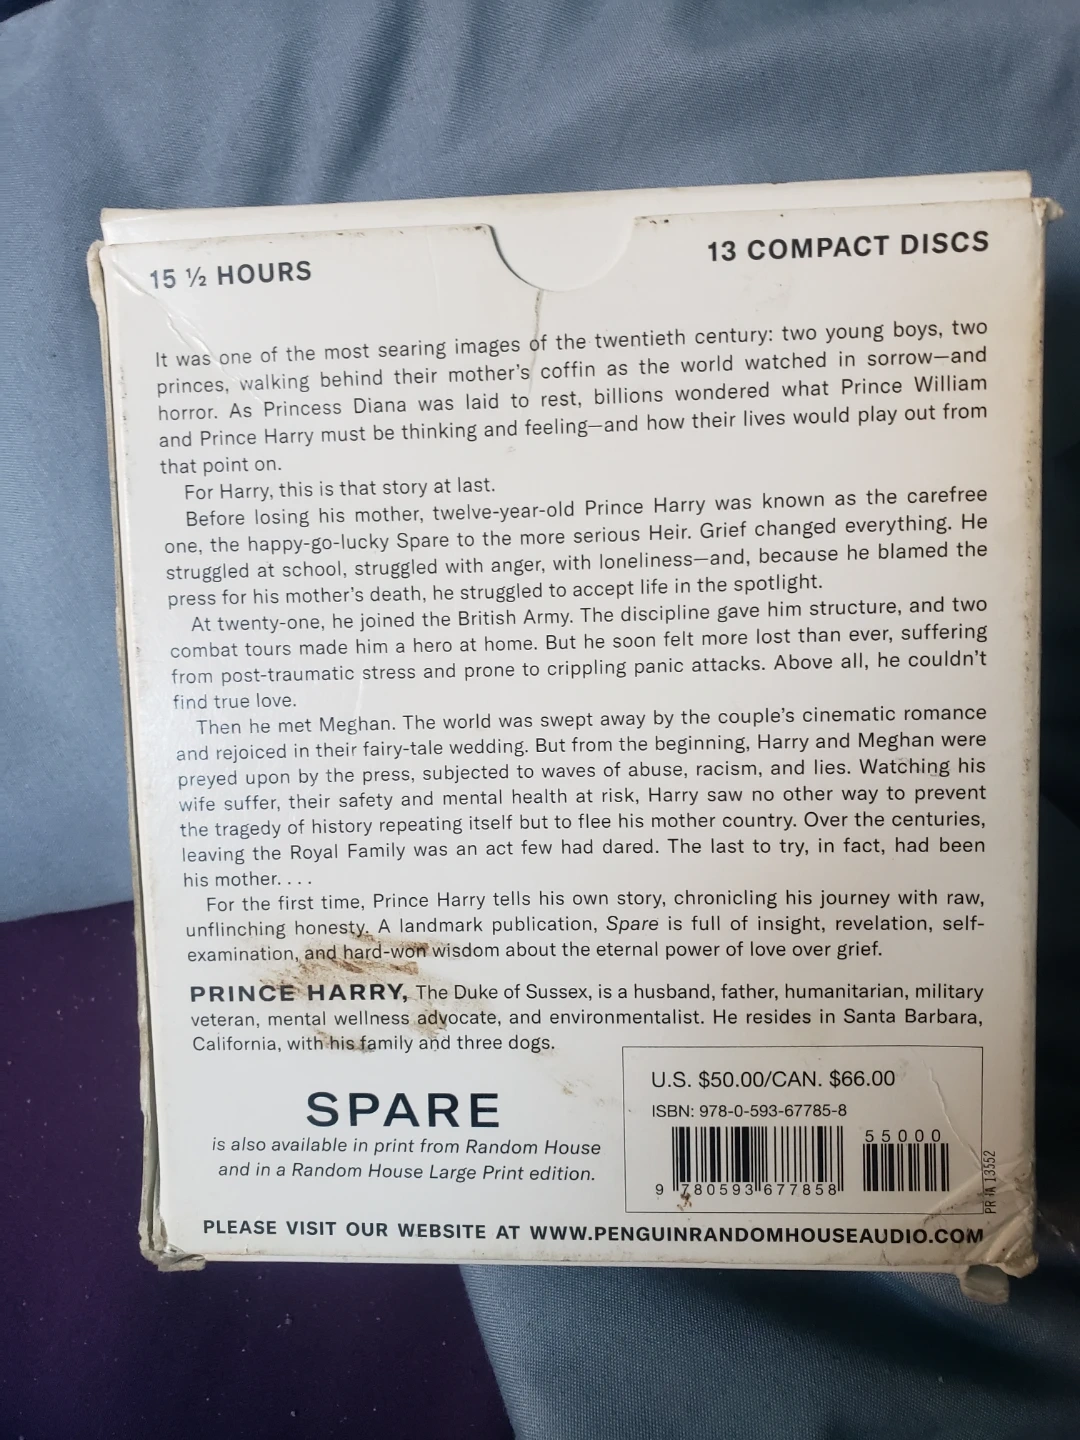 15 ½ HOURS
13 COMPACT DISCS
It was one of the most searing images of the twentieth century: two young boys, two
princes, walking behind their mother's coffin as the world watched in sorrow—and
horror. As Princess Diana was laid to rest, billions wondered what Prince William
and Prince Harry must be thinking and feeling—and how their lives would play out from
that point on.
For Harry, this is that story at last.
Before losing his mother, twelve-year-old Prince Harry was known as the carefree
one, the happy-go-lucky Spare to the more serious Heir. Grief changed everything. He
struggled at school, struggled with anger, with loneliness—and, because he blamed the
press for his mother's death, he struggled to accept life in the spotlight.
At twenty-one, he joined the British Army. The discipline gave him structure, and two
combat tours made him a hero at home. But he soon felt more lost than ever, suffering
from post-traumatic stress and prone to crippling panic attacks. Above all, he couldn't
find true love.
Then he met Meghan. The world was swept away by the couple's cinematic romance
and rejoiced in their fairy-tale wedding. But from the beginning, Harry and Meghan were
preyed upon by the press, subjected to waves of abuse, racism, and lies. Watching his
wife suffer, their safety and mental health at risk, Harry saw no other way to prevent
the tragedy of history repeating itself but to flee his mother country. Over the centuries,
leaving the Royal Family was an act few had dared. The last to try, in fact, had been
his mother. . . .
For the first time, Prince Harry tells his own story, chronicling his journey with raw,
unflinching honesty. A landmark publication, Spare is full of insight, revelation, self-
examination, and hard-won wisdom about the eternal power of love over grief.
PRINCE HARRY, The Duke of Sussex, is a husband, father, humanitarian, military
veteran, mental wellness advocate, and environmentalist. He resides in Santa Barbara,
California, with his family and three dogs.
SPARE
is also available in print from Random House
and in a Random House Large Print edition.
U.S. $50.00/CAN. $66.00
ISBN: 978-0-593-67785-8
55000
9 780593 677858
PR IA 13552
PLEASE VISIT OUR WEBSITE AT WWW.PENGUINRANDOMHOUSEAUDIO.COM